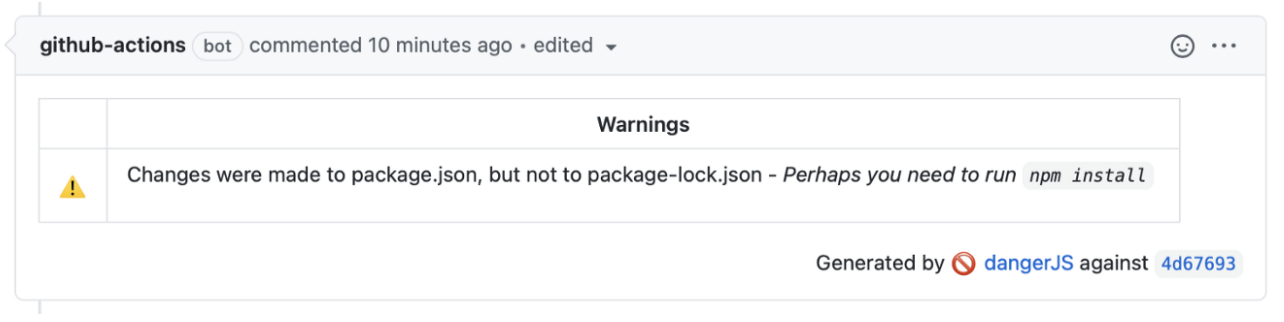 github-actions bot commented 10 minutes ago • edited
Warnings
Changes were made to package.json, but not to package-lock.json - Perhaps you need to run npm install
Generated by 🚫 dangerJS against 4d67693